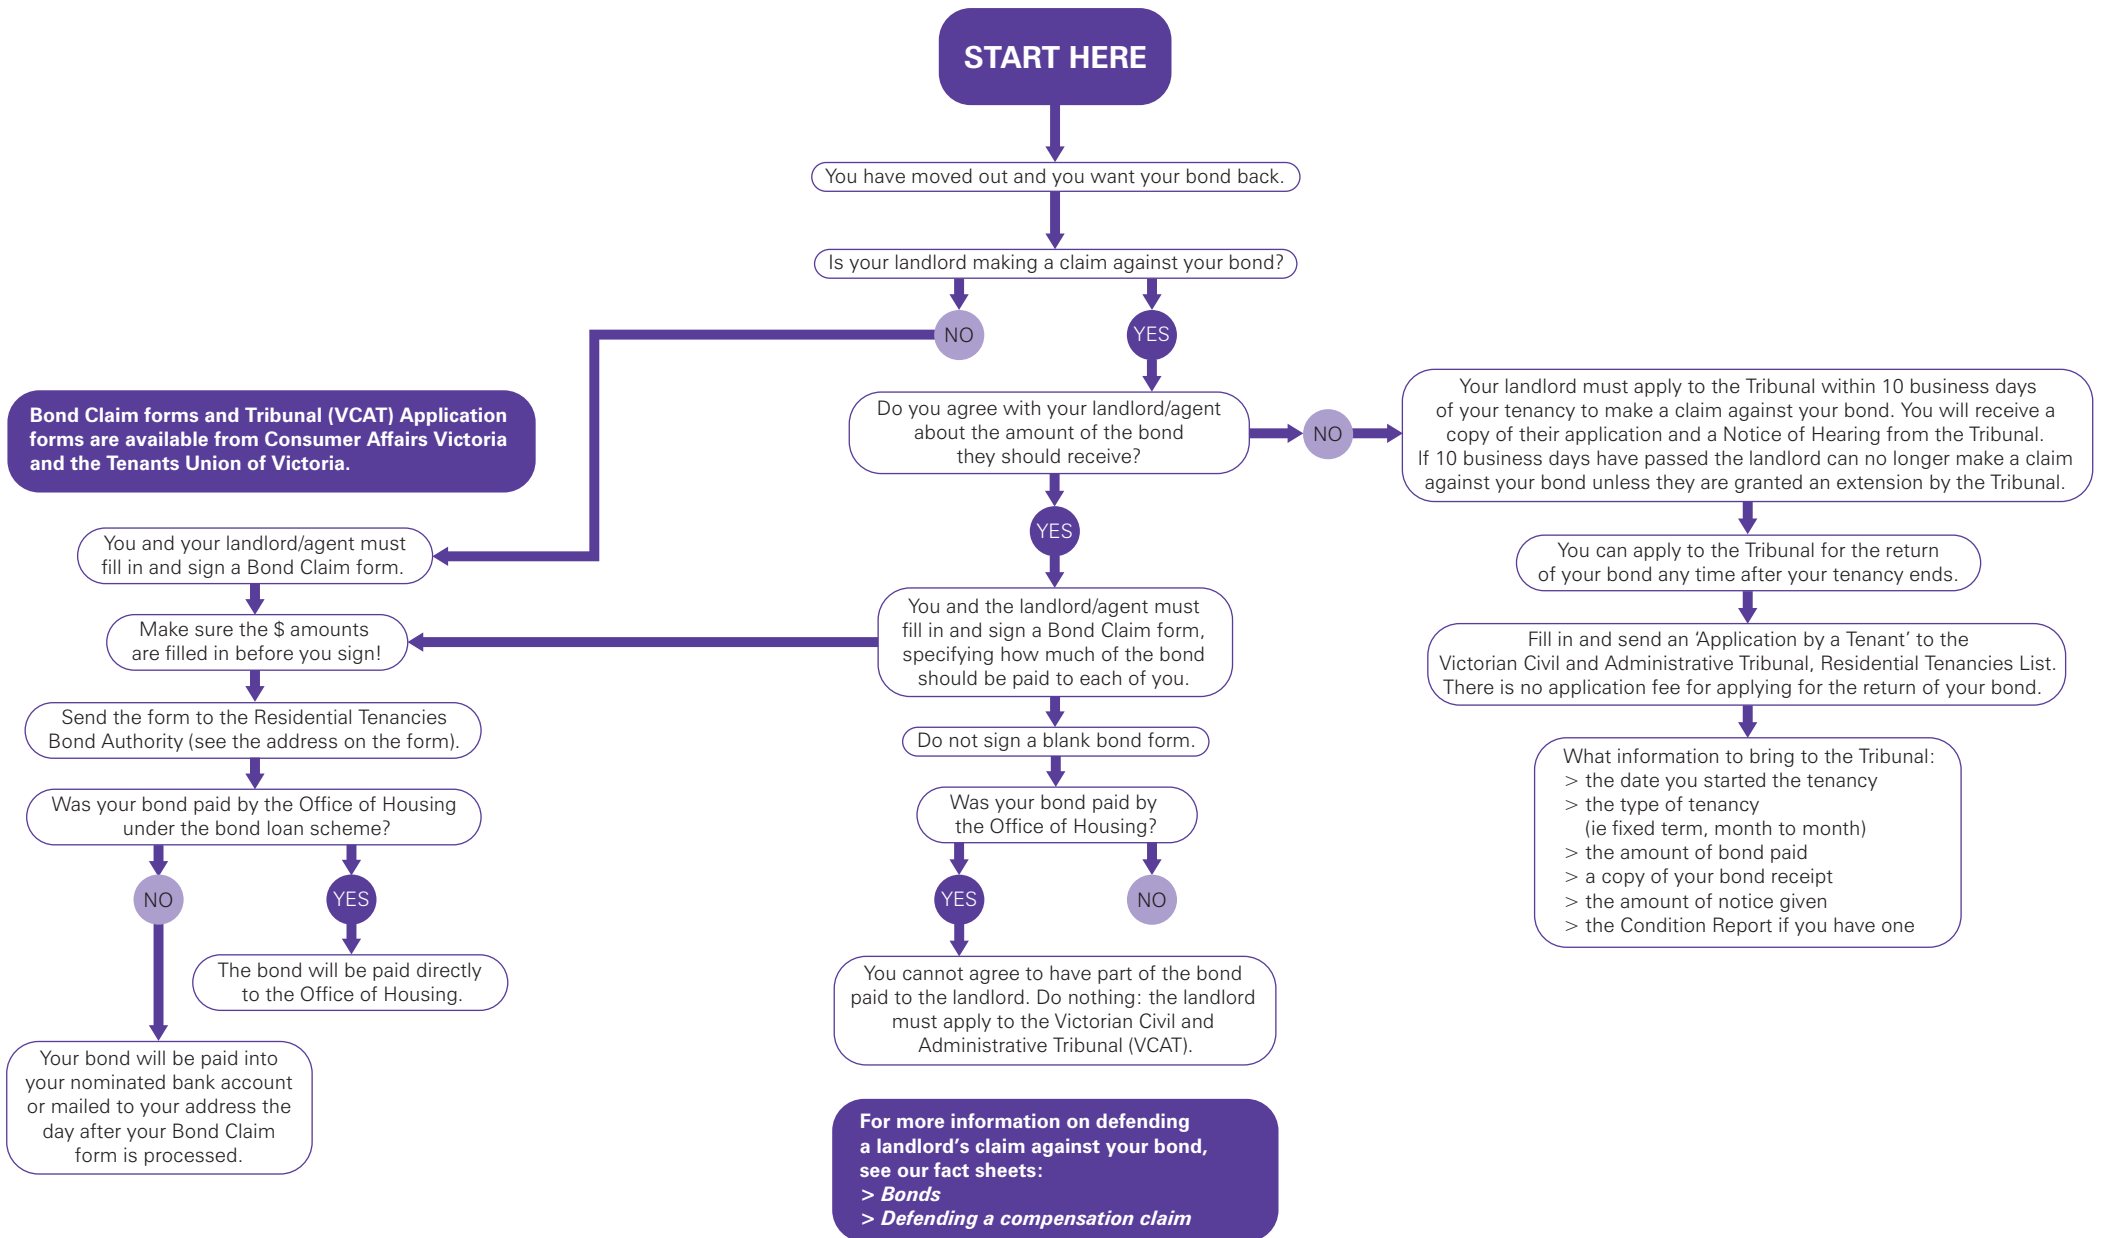 START HERE
You have moved out and you want your bond back.
Is your landlord making a claim against your bond?
NO
YES
Bond Claim forms and Tribunal (VCAT) Application
forms are available from Consumer Affairs Victoria
and the Tenants Union of Victoria.
You and your landlord/agent must
fill in and sign a Bond Claim form.
Make sure the $ amounts
are filled in before you sign!
Send the form to the Residential Tenancies
Bond Authority (see the address on the form).
Was your bond paid by the Office of Housing
under the bond loan scheme?
NO
YES
The bond will be paid directly
to the Office of Housing.
Your bond will be paid into
your nominated bank account
or mailed to your address the
day after your Bond Claim
form is processed.
Do you agree with your landlord/agent
about the amount of the bond
they should receive?
YES
You and the landlord/agent must
fill in and sign a Bond Claim form,
specifying how much of the bond
should be paid to each of you.
Do not sign a blank bond form.
Was your bond paid by
the Office of Housing?
YES
NO
You cannot agree to have part of the bond
paid to the landlord. Do nothing: the landlord
must apply to the Victorian Civil and
Administrative Tribunal (VCAT).
For more information on defending
a landlord’s claim against your bond,
see our fact sheets:
> Bonds
> Defending a compensation claim
NO
Your landlord must apply to the Tribunal within 10 business days
of your tenancy to make a claim against your bond. You will receive a
copy of their application and a Notice of Hearing from the Tribunal.
If 10 business days have passed the landlord can no longer make a claim
against your bond unless they are granted an extension by the Tribunal.
You can apply to the Tribunal for the return
of your bond any time after your tenancy ends.
Fill in and send an ‘Application by a Tenant’ to the
Victorian Civil and Administrative Tribunal, Residential Tenancies List.
There is no application fee for applying for the return of your bond.
What information to bring to the Tribunal:
> the date you started the tenancy
> the type of tenancy
(ie fixed term, month to month)
> the amount of bond paid
> a copy of your bond receipt
> the amount of notice given
> the Condition Report if you have one